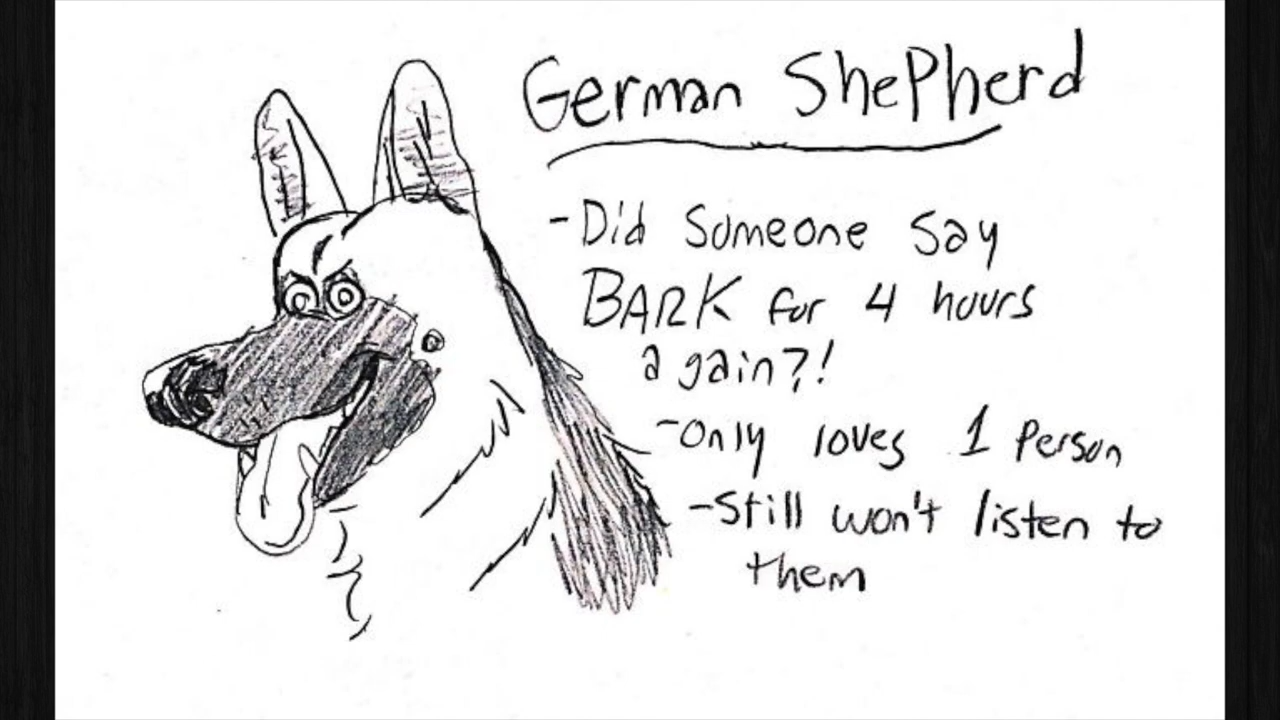 German Shepherd
- Did someone say
BARK for 4 hours
again?!
- only loves 1 person
- Still won't listen to
them